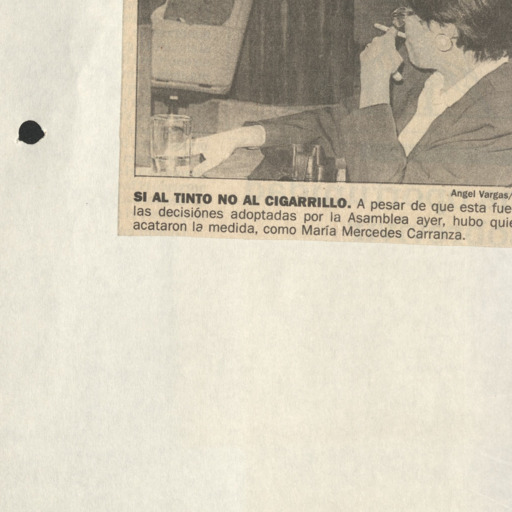 Angel Vargas/
SI AL TINTO NO AL CIGARRILLO. A pesar de que esta fue
las decisiónes adoptadas por la Asamblea ayer, hubo quie
acataron la medida, como María Mercedes Carranza.